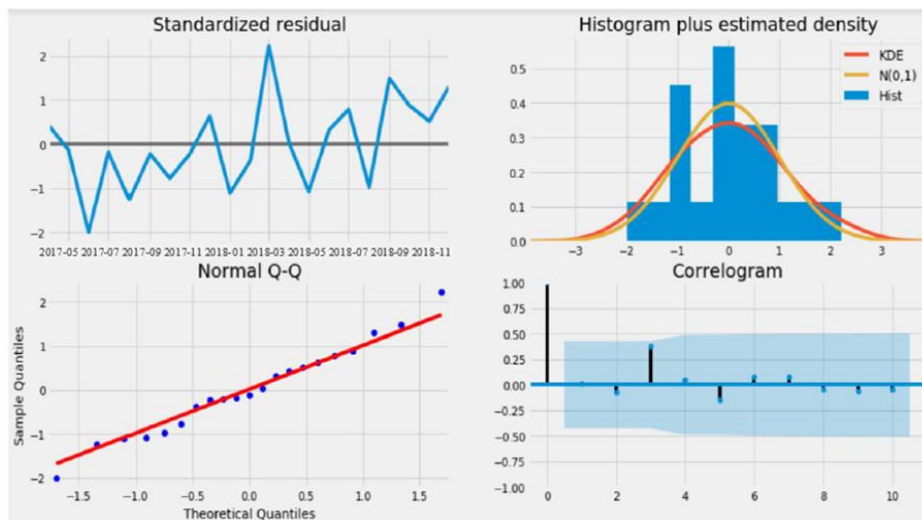 Standardized residual
2
1
0
-1
-2
2017-05 2017-07 2017-09 2017-11 2018-01 2018-03 2018-05 2018-07 2018-09 2018-11
Histogram plus estimated density
KDE
N(0,1)
Hist
0.5
0.4
0.3
0.2
0.1
0.0
-3 -2 -1 0 1 2 3
Normal Q-Q
Sample Quantiles
2
1
0
-1
-2
-1.5 -1.0 -0.5 0.0 0.5 1.0 1.5
Theoretical Quantiles
Correlogram
1.00
0.75
0.50
0.25
0.00
-0.25
-0.50
-0.75
-1.00
0 2 4 6 8 10